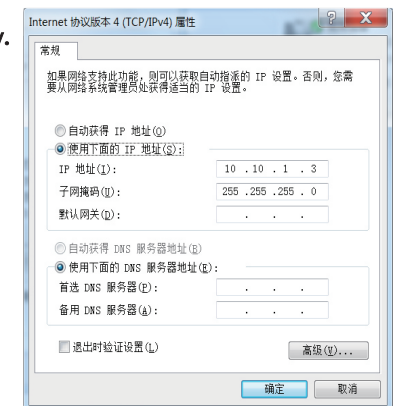 Internet 协议版本 4 (TCP/IPv4) 属性
常规
如果网络支持此功能，则可以获取自动指派的 IP 设置。否则，您需
要从网络系统管理员处获得适当的 IP 设置。
自动获得 IP 地址(O)
使用下面的 IP 地址(S):
IP 地址(I): 10 . 10 . 1 . 3
子网掩码(U): 255 .255 .255 . 0
默认网关(D): . . .
自动获得 DNS 服务器地址(B)
使用下面的 DNS 服务器地址(E):
首选 DNS 服务器(P): . . .
备用 DNS 服务器(A): . . .
退出时验证设置(L)
高级(V)...
确定 取消